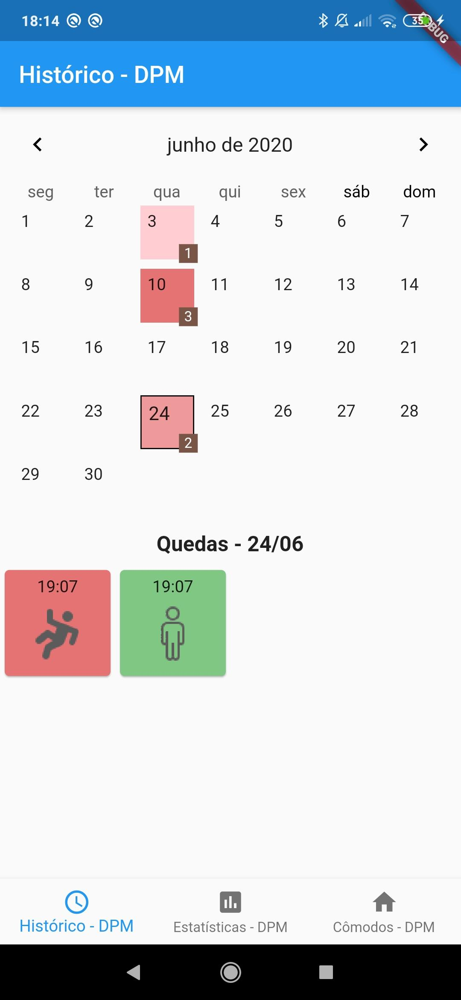 18:14
35
DEBUG
Histórico - DPM
junho de 2020
seg ter qua qui sex sáb dom
1 2 3 4 5 6 7
1
8 9 10 11 12 13 14
3
15 16 17 18 19 20 21
22 23 24 25 26 27 28
2
29 30
Quedas - 24/06
19:07 19:07
Histórico - DPM Estatísticas - DPM Cômodos - DPM